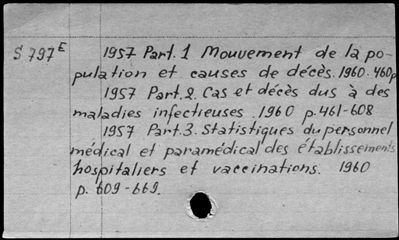 S 797E 1957 Part. 1 Mouvement de la po-
pulation et causes de décès. 1960. 460p
1957 Part. 2. Cas et décès dus à des
maladies infectieuses. 1960 p. 461-608
1957 Part 3. Statistiques du personnel
médical et paramédical des établissements
hospitaliers et vaccinations. 1960
p. 609-669.